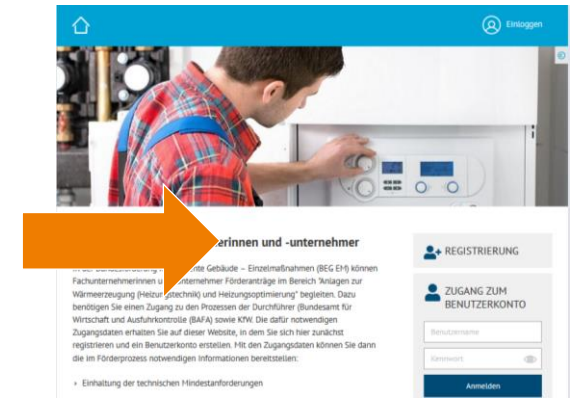 Einloggen
erinnen und -unternehmer
REGISTRIERUNG
nte Gebäude – Einzelmaßnahmen (BEG EM) können
Fachunternehmerinnen u unternehmer Förderanträge im Bereich "Anlagen zur
Wärmeerzeugung (Heizungstechnik) und Heizungsoptimierung" begleiten. Dazu
benötigen Sie einen Zugang zu den Prozessen der Durchführer (Bundesamt für
Wirtschaft und Ausfuhrkontrolle (BAFA) sowie KfW. Die dafür notwendigen
Zugangsdaten erhalten Sie auf dieser Website, in dem Sie sich hier zunächst
registrieren und ein Benutzerkonto erstellen. Mit den Zugangsdaten können Sie dann
die im Förderprozess notwendigen Informationen bereitstellen:
› Einhaltung der technischen Mindestanforderungen
ZUGANG ZUM
BENUTZERKONTO
Benutzername
Kennwort
Anmelden